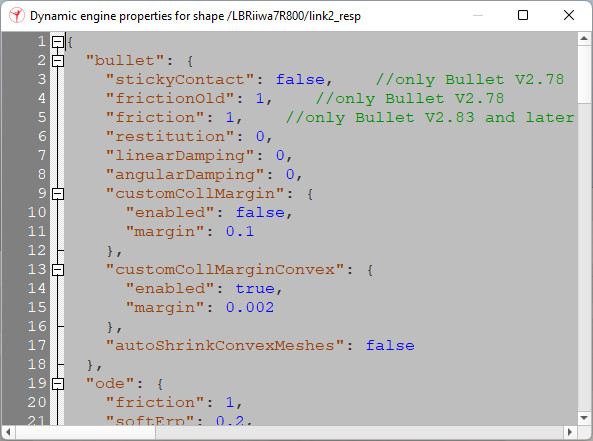 Dynamic engine properties for shape /LBRiiwa7R800/link2_resp
1 {
2 "bullet": {
3 "stickyContact": false, //only Bullet V2.78
4 "frictionOld": 1, //only Bullet V2.78
5 "friction": 1, //only Bullet V2.83 and later
6 "restitution": 0,
7 "linearDamping": 0,
8 "angularDamping": 0,
9 "customCollMargin": {
10 "enabled": false,
11 "margin": 0.1
12 },
13 "customCollMarginConvex": {
14 "enabled": true,
15 "margin": 0.002
16 },
17 "autoShrinkConvexMeshes": false
18 },
19 "ode": {
20 "friction": 1,
21 "softErp": 0.2,